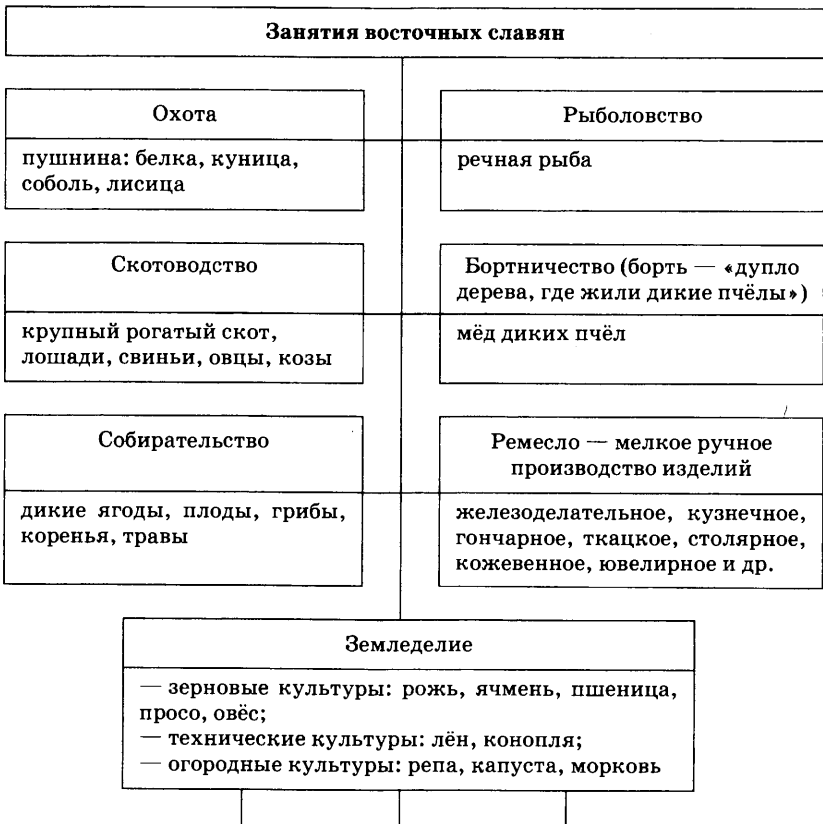 Занятия восточных славян
Охота
пушнина: белка, куница,
соболь, лисица
Рыболовство
речная рыба
Скотоводство
крупный рогатый скот,
лошади, свиньи, овцы, козы
Бортничество (борть — «дупло
дерева, где жили дикие пчёлы»)
мёд диких пчёл
Собирательство
дикие ягоды, плоды, грибы,
коренья, травы
Ремесло — мелкое ручное
производство изделий
железоделательное, кузнечное,
гончарное, ткацкое, столярное,
кожевенное, ювелирное и др.
Земледелие
— зерновые культуры: рожь, ячмень, пшеница,
просо, овёс;
— технические культуры: лён, конопля;
— огородные культуры: репа, капуста, морковь